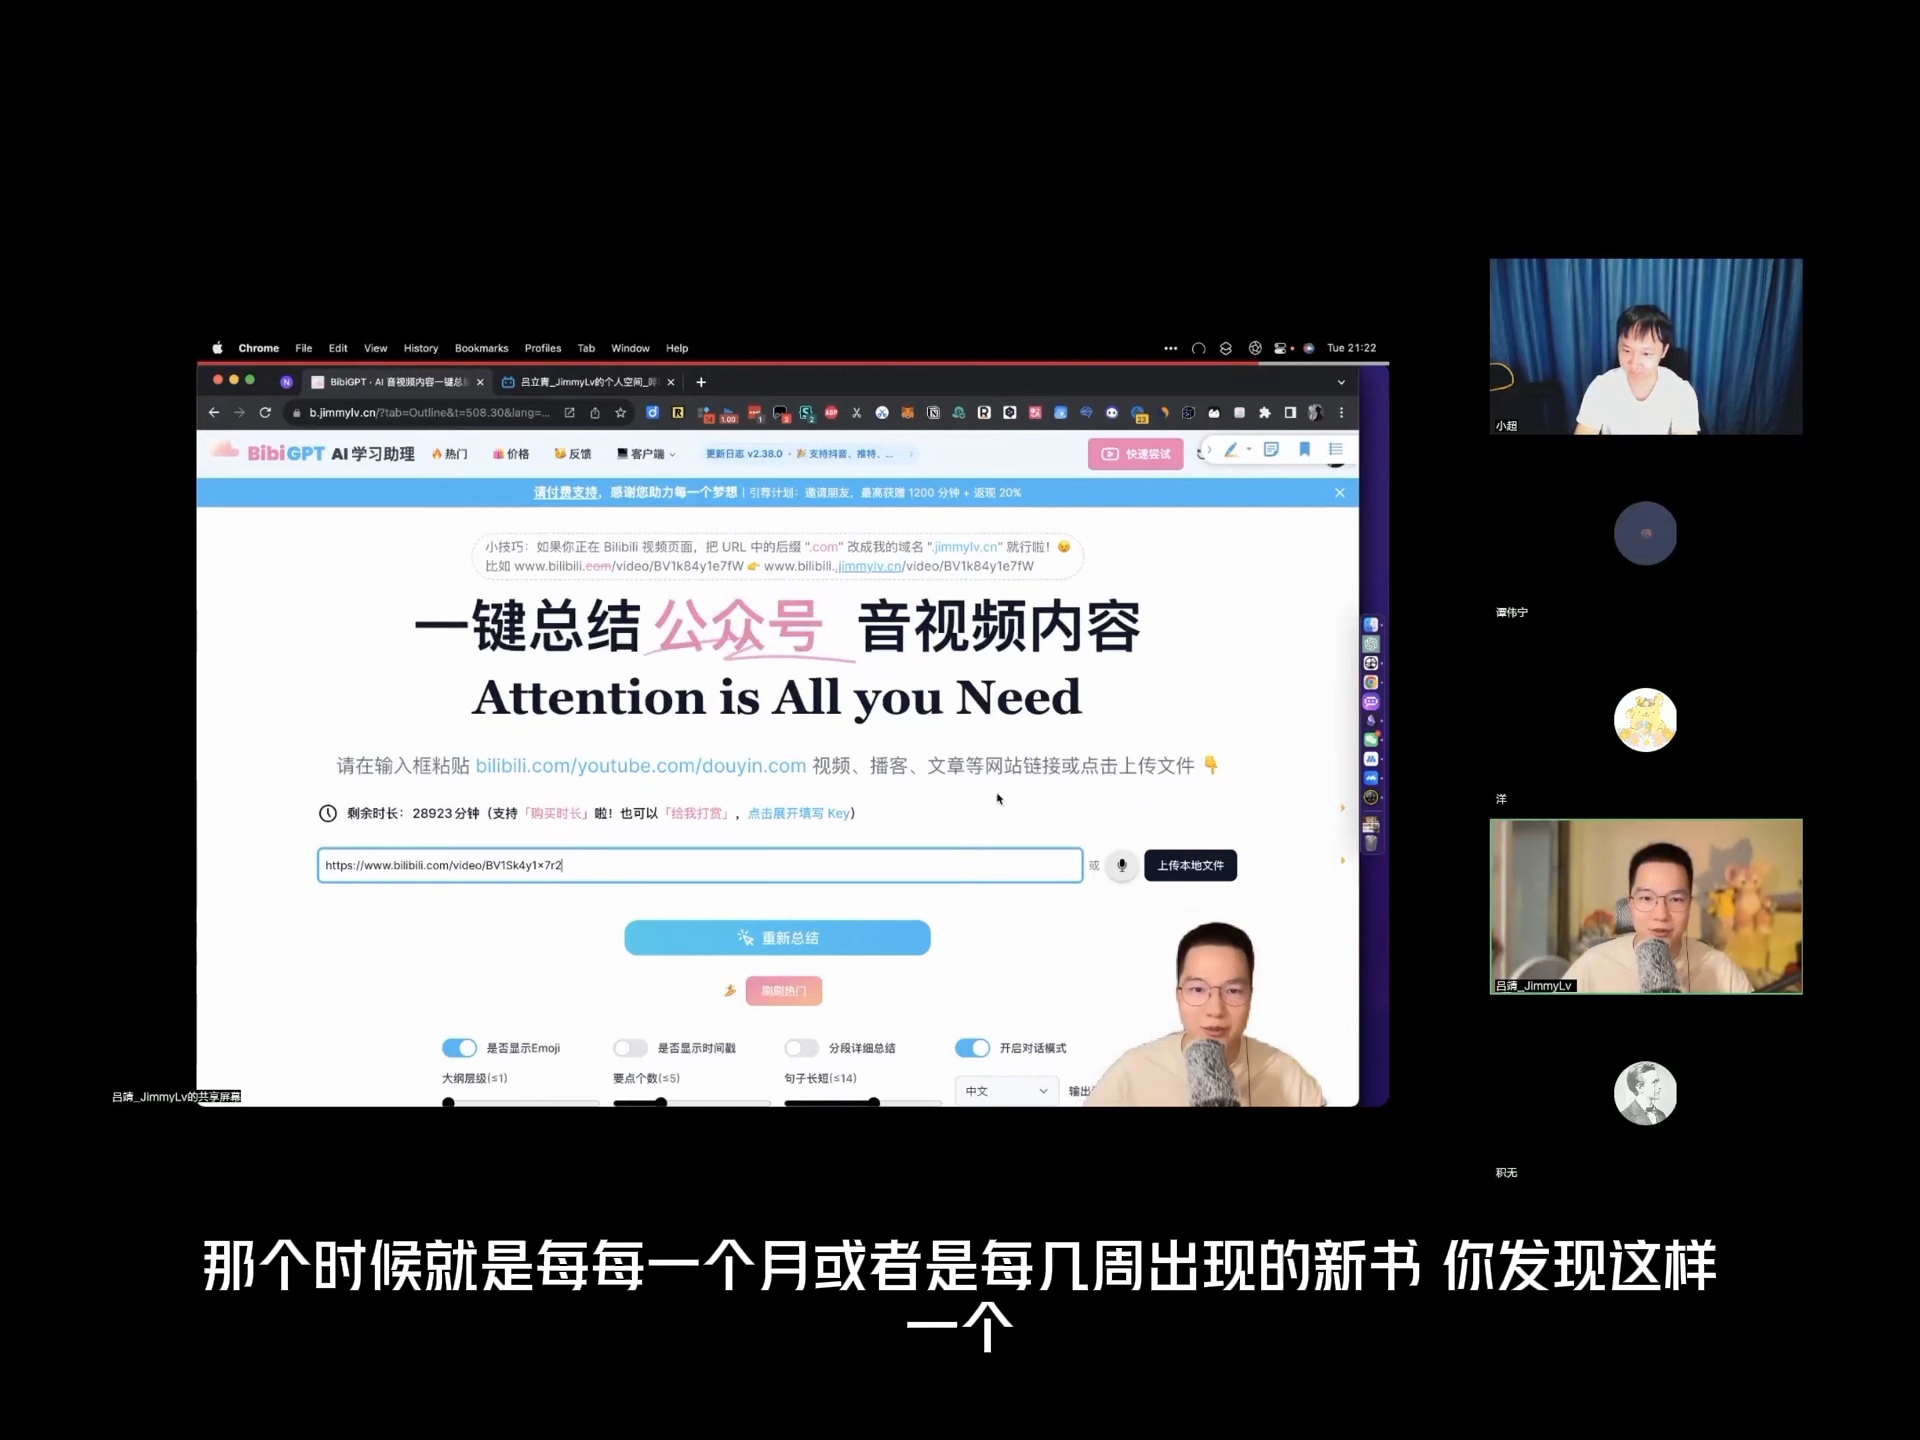 Chrome File Edit View History Bookmarks Profiles Tab Window Help
Tue 21:22
BibiGPT · AI 音视频内容一键总
吕立青_JimmyLv的个人空间_
b.jimmylv.cn/?tab=Outline&t=508.30&lang=...
BibiGPT AI 学习助理
热门 价格 反馈 客户端
更新日志 v2.38.0 · 支持抖音、推特、...
快速尝试
请付费支持，感谢您助力每一个梦想 | 引荐计划：邀请朋友，最高获赠 1200 分钟 + 返现 20%
小技巧：如果你正在 Bilibili 视频页面，把 URL 中的后缀 ".com" 改成我的域名 ".jimmylv.cn" 就行啦！
比如 www.bilibili.com/video/BV1k84y1e7fW 👉 www.bilibili.jimmylv.cn/video/BV1k84y1e7fW
一键总结 公众号 音视频内容
Attention is All you Need
请在输入框粘贴 bilibili.com/youtube.com/douyin.com 视频、播客、文章等网站链接或点击上传文件 👇
剩余时长：28923分钟（支持「购买时长」啦！也可以「给我打赏」，点击展开填写 Key）
https://www.bilibili.com/video/BV1Sk4y1x7r2
或
上传本地文件
重新总结
刷刷热门
是否显示Emoji
是否显示时间戳
分段详细总结
开启对话模式
大纲层级(≤1)
要点个数(≤5)
句子长短(≤14)
中文
输出
吕靖_JimmyLv的共享屏幕
小超
谭伟宁
洋
吕靖_JimmyLv
积无
那个时候就是每每一个月或者是每几周出现的新书 你发现这样
一个